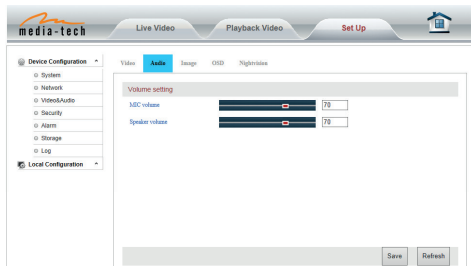 media-tech
Live Video
Playback Video
Set Up
Device Configuration
System
Network
Video&Audio
Security
Alarm
Storage
Log
Local Configuration
Video Audio Image OSD Nightvision
Volume setting
MIC volume 70
Speaker volume 70
Save Refresh